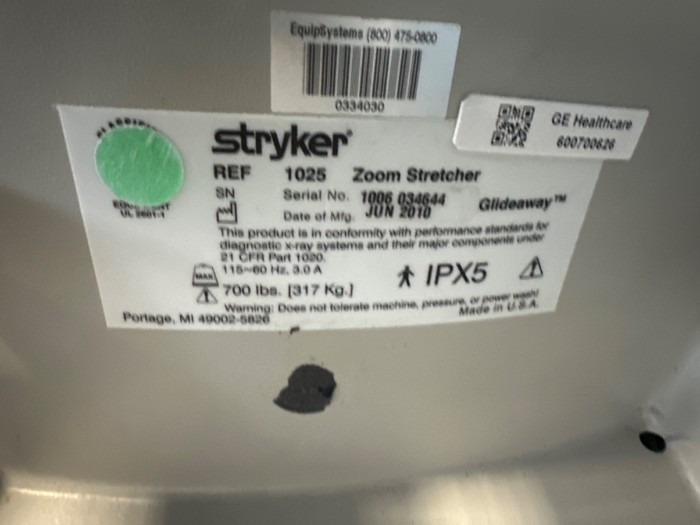 EquipSystems (800) 475-0800
0334030
GE Healthcare
600700626
stryker®
REF 1025 Zoom Stretcher
SN Serial No. 1006 034644 Glideaway™
Date of Mfg. JUN 2010
UL 2601-1
This product is in conformity with performance standards for
diagnostic x-ray systems and their major components under
21 CFR Part 1020.
115~60 Hz, 3.0 A
IPX5
MAX
700 lbs. [317 Kg.]
Warning: Does not tolerate machine, pressure, or power wash!
Portage, MI 49002-5826
Made in U.S.A.